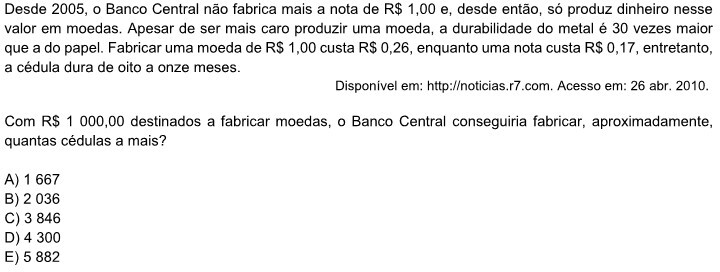 Desde 2005, o Banco Central não fabrica mais a nota de R$ 1,00 e, desde então, só produz dinheiro nesse
valor em moedas. Apesar de ser mais caro produzir uma moeda, a durabilidade do metal é 30 vezes maior
que a do papel. Fabricar uma moeda de R$ 1,00 custa R$ 0,26, enquanto uma nota custa R$ 0,17, entretanto,
a cédula dura de oito a onze meses.
Disponível em: http://noticias.r7.com. Acesso em: 26 abr. 2010.
Com R$ 1 000,00 destinados a fabricar moedas, o Banco Central conseguiria fabricar, aproximadamente,
quantas cédulas a mais?
A) 1 667
B) 2 036
C) 3 846
D) 4 300
E) 5 882